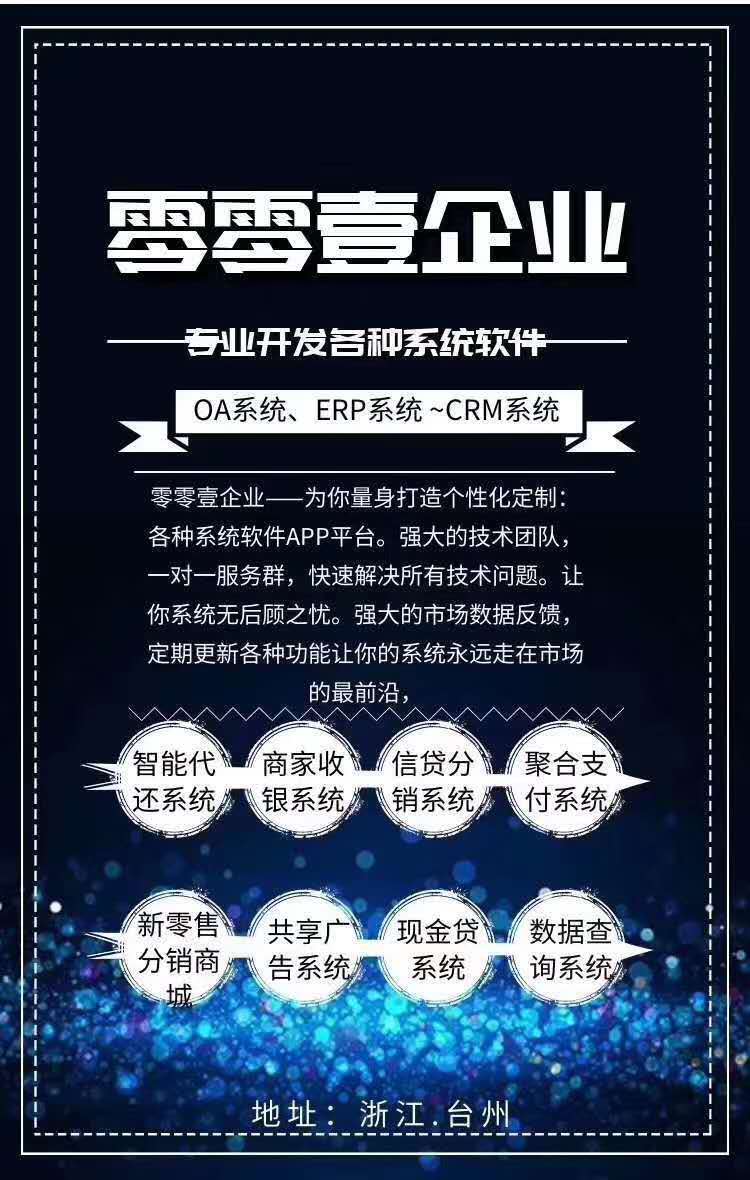 零零壹企业
专业开发各种系统软件
OA系统、ERP系统 ~CRM系统
零零壹企业——为你量身打造个性化定制：
各种系统软件APP平台。强大的技术团队，
一对一服务群，快速解决所有技术问题。让
你系统无后顾之忧。强大的市场数据反馈，
定期更新各种功能让你的系统永远走在市场
的最前沿，
智能代
还系统
商家收
银系统
信贷分
销系统
聚合支
付系统
新零售
分销商
城
共享广
告系统
现金贷
系统
数据查
询系统
地址：浙江.台州